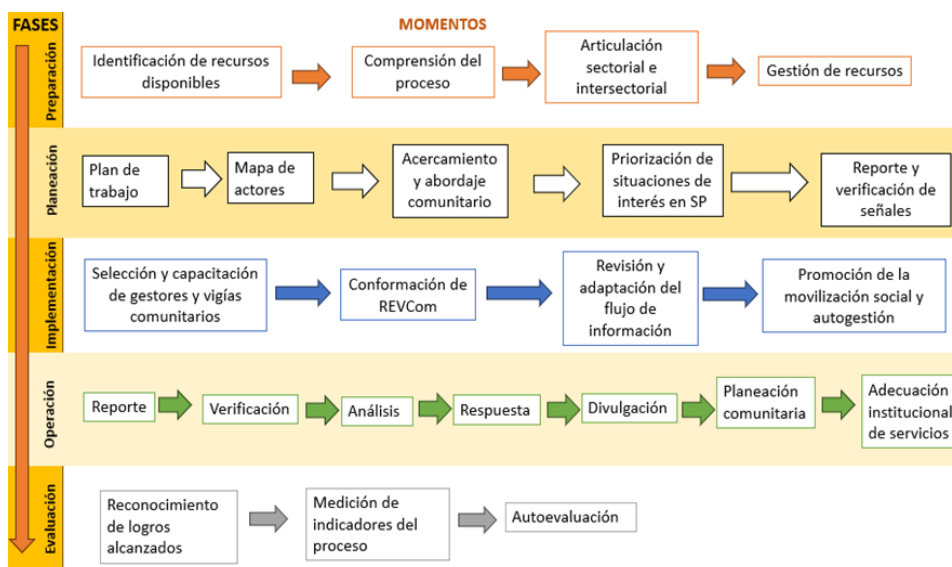 FASES
MOMENTOS
Preparación
Identificación de recursos
disponibles
Comprensión del
proceso
Articulación
sectorial e
intersectorial
Gestión de recursos
Planeación
Plan de
trabajo
Mapa de
actores
Acercamiento
y abordaje
comunitario
Priorización de
situaciones de
interés en SP
Reporte y
verificación de
señales
Implementación
Selección y capacitación
de gestores y vigías
comunitarios
Conformación de
REVCom
Revisión y
adaptación del
flujo de
información
Promoción de la
movilización social y
autogestión
Operación
Reporte
Verificación
Análisis
Respuesta
Divulgación
Planeación
comunitaria
Adecuación
institucional
de servicios
Evaluación
Reconocimiento
de logros
alcanzados
Medición de
indicadores del
proceso
Autoevaluación